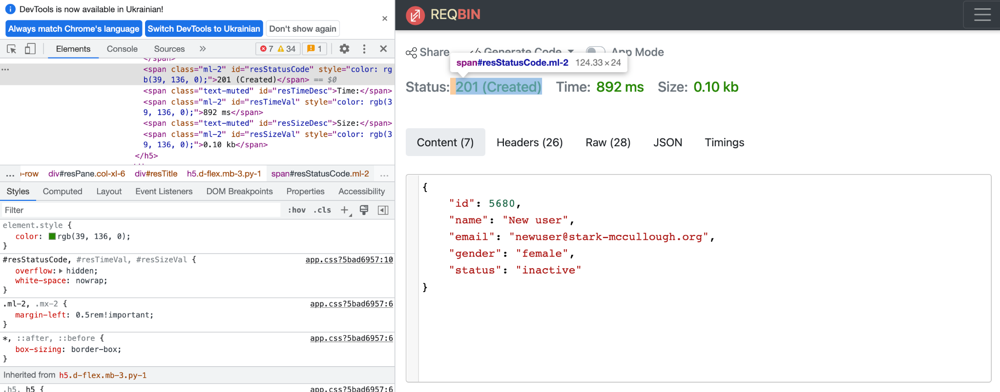 DevTools is now available in Ukrainian!
Always match Chrome's language Switch DevTools to Ukrainian Don't show again
Elements Console Sources » 7 34 1
</span>
<span class="ml-2" id="resStatusCode" style="color: rg
b(39, 136, 0);">201 (Created)</span> == $0
<span class="text-muted" id="resTimeDesc">Time:</span>
<span class="ml-2" id="resTimeVal" style="color: rgb(3
9, 136, 0);">892 ms</span>
<span class="text-muted" id="resSizeDesc">Size:</span>
<span class="ml-2" id="resSizeVal" style="color: rgb(3
9, 136, 0);">0.10 kb</span>
</h5>
... -row div#resPane.col-xl-6 div#resTitle h5.d-flex.mb-3.py-1 span#resStatusCode.ml-2 ...
Styles Computed Layout Event Listeners DOM Breakpoints Properties Accessibility
Filter :hov .cls
element.style {
color: rgb(39, 136, 0);
}
#resStatusCode, #resTimeVal, #resSizeVal { app.css?5bad6957:10
overflow: hidden;
white-space: nowrap;
}
.ml-2, .mx-2 { app.css?5bad6957:6
margin-left: 0.5rem!important;
}
*, ::after, ::before { app.css?5bad6957:6
box-sizing: border-box;
}
Inherited from h5.d-flex.mb-3.py-1
.h5, h5 { app.css?5bad6957:6
REQBIN
Share </> Generate Code App Mode
span#resStatusCode.ml-2 124.33×24
Status: 201 (Created) Time: 892 ms Size: 0.10 kb
Content (7) Headers (26) Raw (28) JSON Timings
{
"id": 5680,
"name": "New user",
"email": "newuser@stark-mccullough.org",
"gender": "female",
"status": "inactive"
}